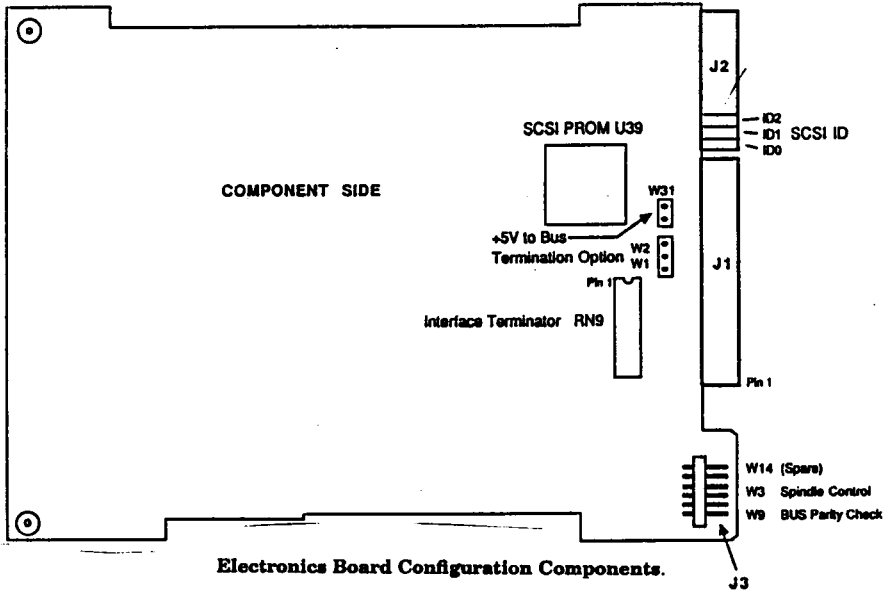 J2
ID2
ID1 SCSI ID
ID0
SCSI PROM U39
COMPONENT SIDE
W31
+5V to Bus
Termination Option
W2
W1
J1
Pin 1
Interface Terminator RN9
Pin 1
W14 (Spare)
W3 Spindle Control
W9 BUS Parity Check
Electronics Board Configuration Components.
J3